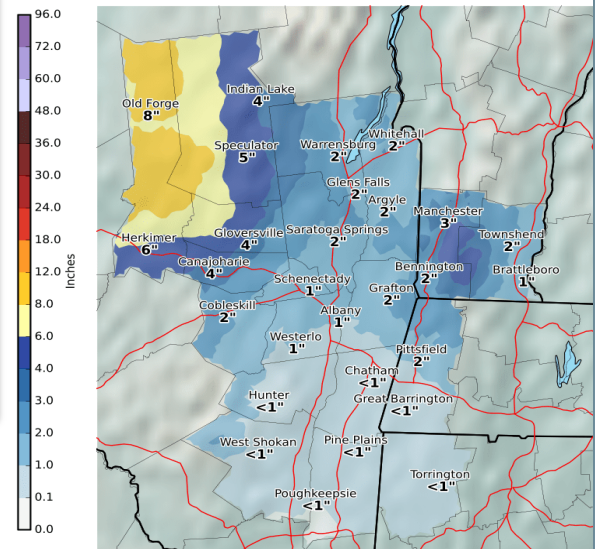 96.0
72.0
60.0
48.0
36.0
30.0
24.0
18.0
12.0
8.0
6.0
4.0
3.0
2.0
1.0
0.1
0.0
Inches
Old Forge
8"
Indian Lake
4"
Speculator
5"
Warrensburg
2"
Whitehall
2"
Glens Falls
2"
Argyle
2"
Manchester
3"
Herkimer
6"
Gloversville
4"
Saratoga Springs
2"
Townshend
2"
Canajoharie
4"
Schenectady
1"
Bennington
2"
Brattleboro
1"
Grafton
2"
Cobleskill
2"
Albany
1"
Westerlo
1"
Pittsfield
2"
Chatham
<1"
Hunter
<1"
Great Barrington
<1"
West Shokan
<1"
Pine Plains
<1"
Torrington
<1"
Poughkeepsie
<1"